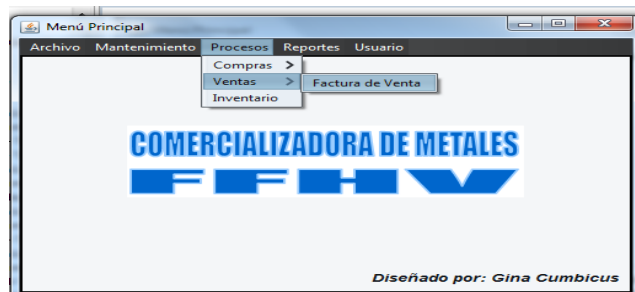 Menú Principal
Archivo Mantenimiento Procesos Reportes Usuario
Compras >
Ventas > Factura de Venta
Inventario
COMERCIALIZADORA DE METALES
FFHV
Diseñado por: Gina Cumbicus